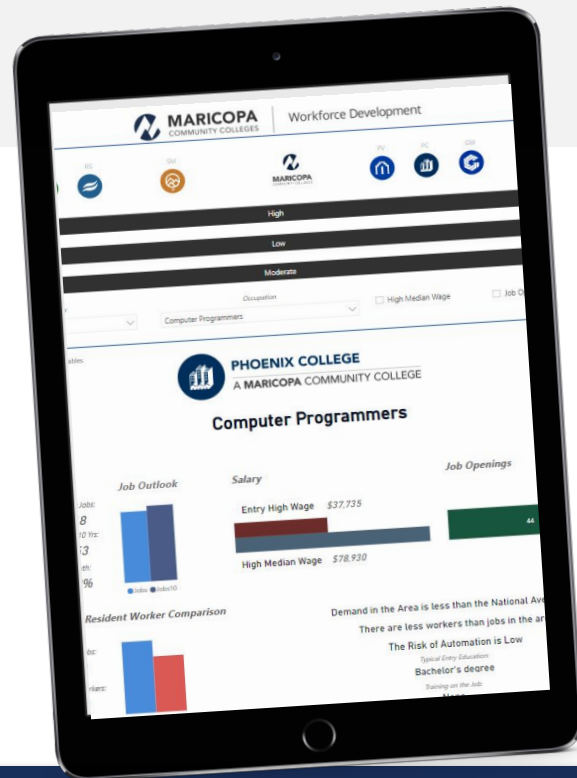 MARICOPA
COMMUNITY COLLEGES
Workforce Development
RS
GM
MARICOPA
COMMUNITY COLLEGES
PV
PC
GW
High
Low
Moderate
Occupation
Computer Programmers
High Median Wage
Job
PHOENIX COLLEGE
A MARICOPA COMMUNITY COLLEGE
Computer Programmers
Job Outlook
Salary
Job Openings
Jobs:
8
10 Yrs:
Entry High Wage $37,735
44
High Median Wage $78,930
%
Jobs Jobs10
Resident Worker Comparison
Demand in the Area is less than the National
There are less workers than jobs in the
The Risk of Automation is Low
Typical Entry Education:
Bachelor's degree
Training on the Job: